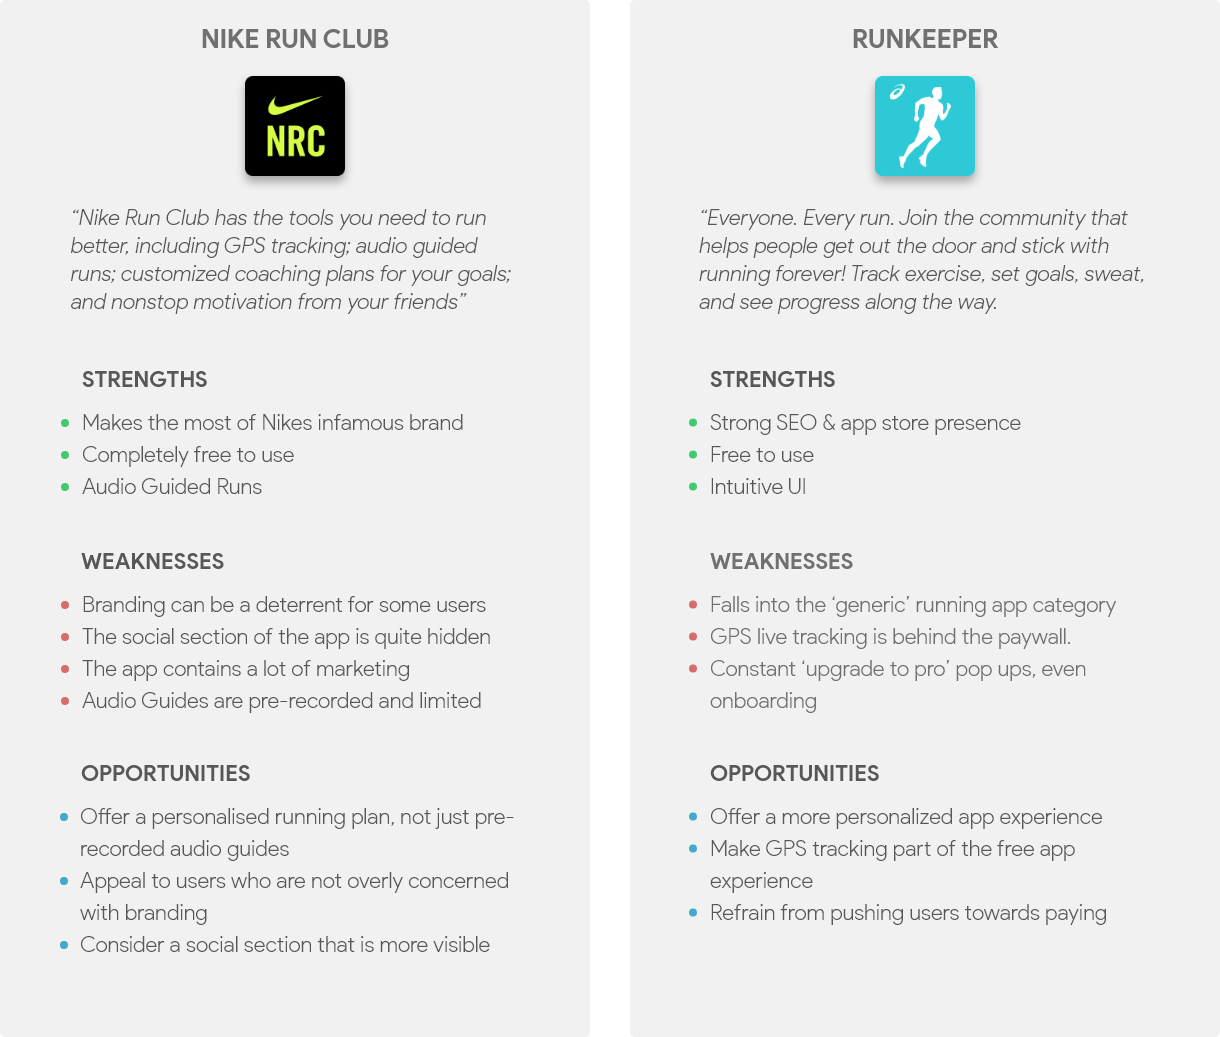 NIKE RUN CLUB
NRC
“Nike Run Club has the tools you need to run
better, including GPS tracking; audio guided
runs; customized coaching plans for your goals;
and nonstop motivation from your friends”
STRENGTHS
Makes the most of Nikes infamous brand
Completely free to use
Audio Guided Runs
WEAKNESSES
Branding can be a deterrent for some users
The social section of the app is quite hidden
The app contains a lot of marketing
Audio Guides are pre-recorded and limited
OPPORTUNITIES
Offer a personalised running plan, not just pre-
recorded audio guides
Appeal to users who are not overly concerned
with branding
Consider a social section that is more visible
RUNKEEPER
“Everyone. Every run. Join the community that
helps people get out the door and stick with
running forever! Track exercise, set goals, sweat,
and see progress along the way.
STRENGTHS
Strong SEO & app store presence
Free to use
Intuitive UI
WEAKNESSES
Falls into the ‘generic’ running app category
GPS live tracking is behind the paywall.
Constant ‘upgrade to pro’ pop ups, even
onboarding
OPPORTUNITIES
Offer a more personalized app experience
Make GPS tracking part of the free app
experience
Refrain from pushing users towards paying